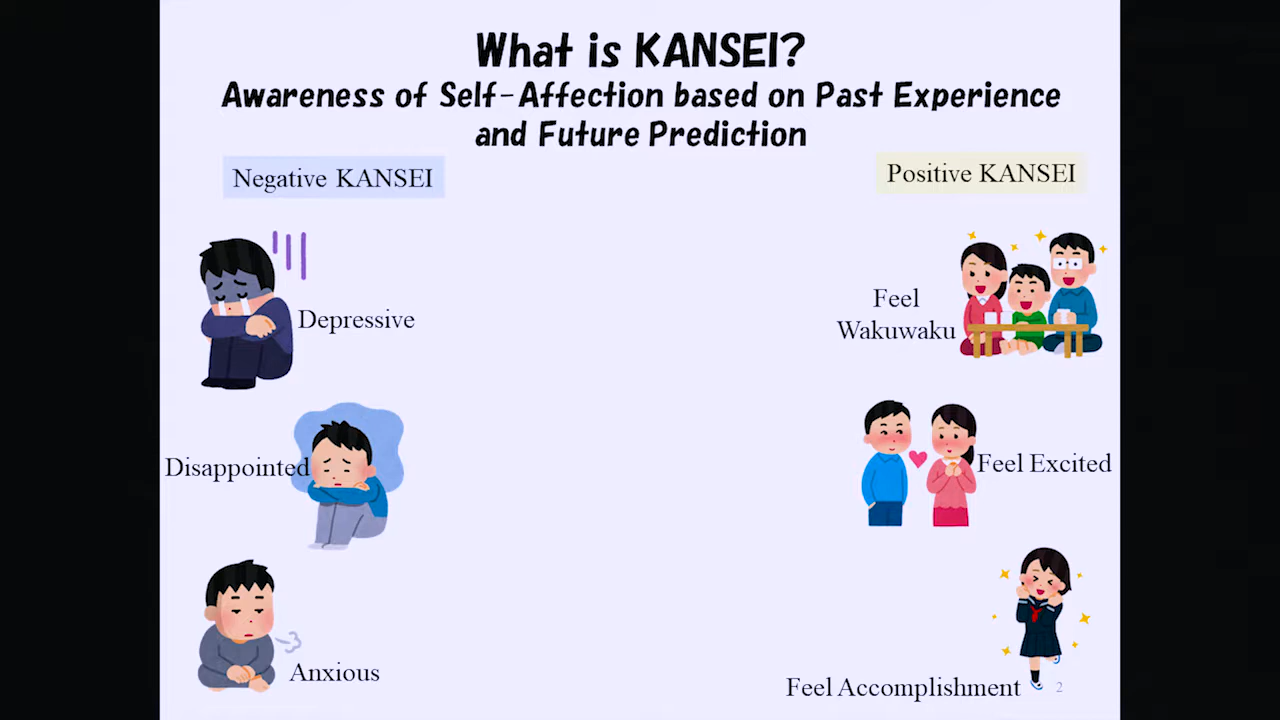 What is KANSEI?
Awareness of Self-Affection based on Past Experience
and Future Prediction
Negative KANSEI
Positive KANSEI
Depressive
Feel
Wakuwaku
Disappointed
Feel Excited
Anxious
Feel Accomplishment
2